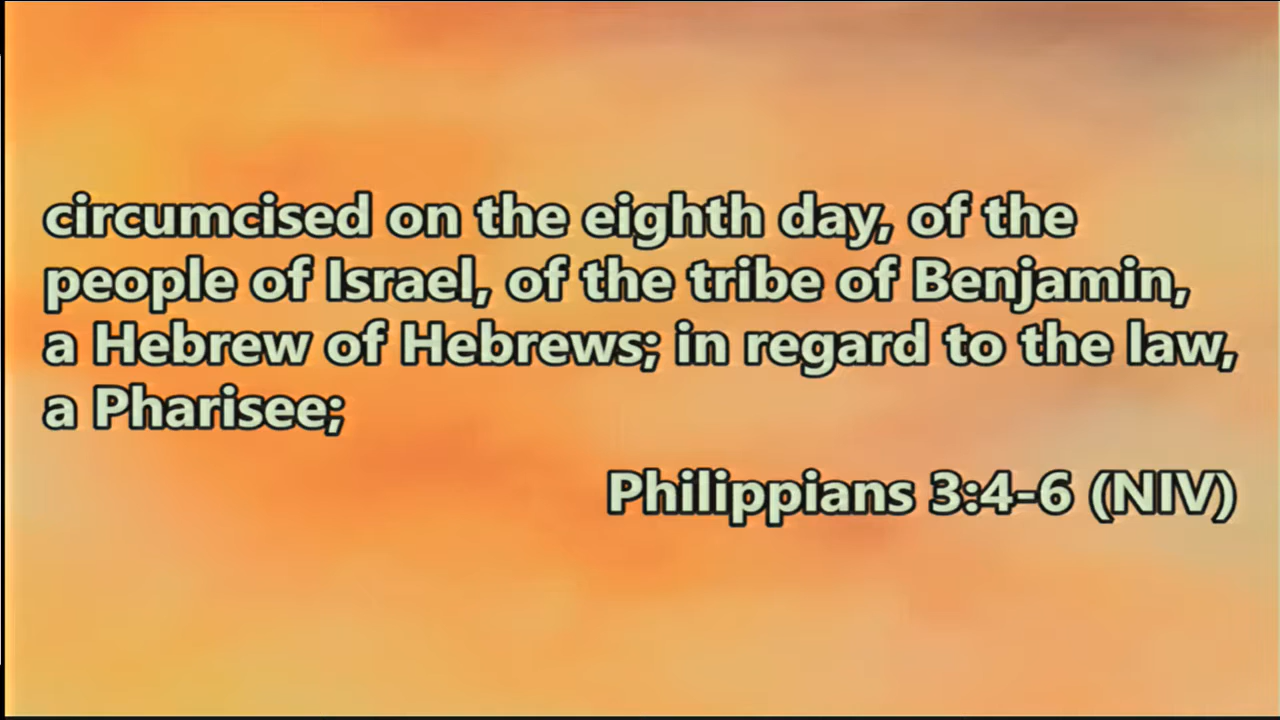 circumcised on the eighth day, of the
people of Israel, of the tribe of Benjamin,
a Hebrew of Hebrews; in regard to the law,
a Pharisee;
Philippians 3:4-6 (NIV)